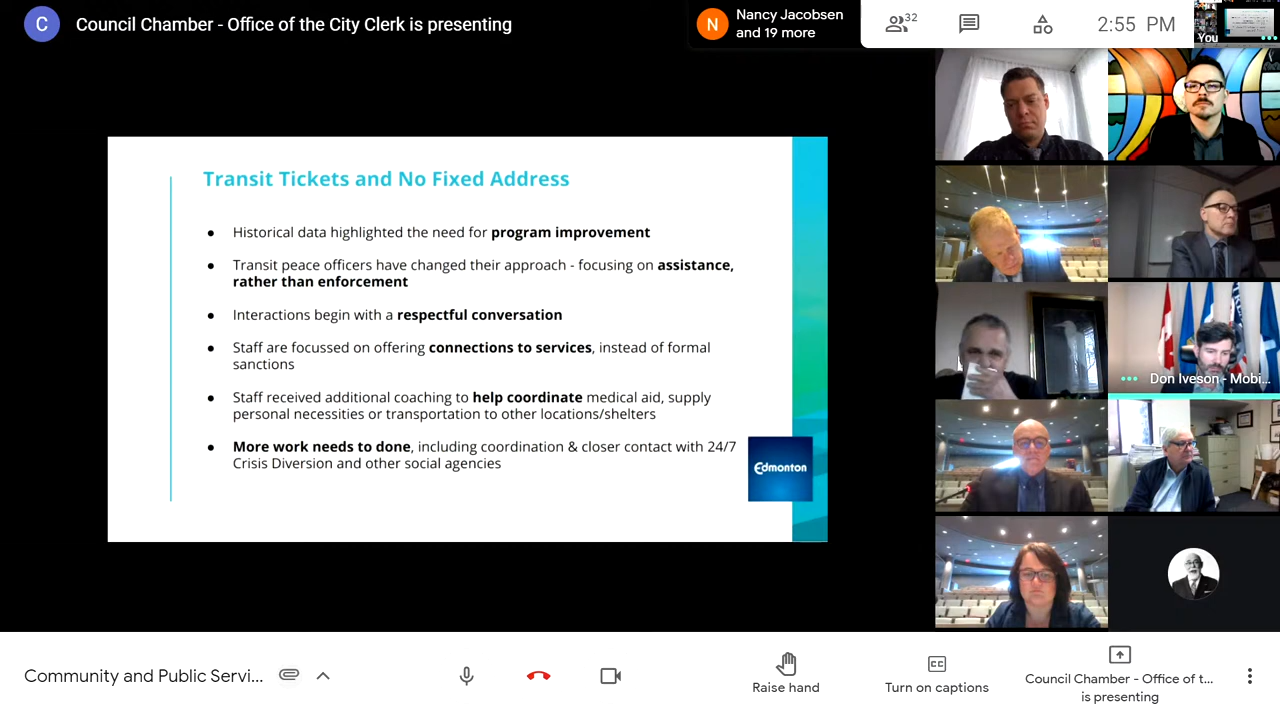 C
Council Chamber - Office of the City Clerk is presenting
N
Nancy Jacobsen
and 19 more
32
2:55 PM
You
Transit Tickets and No Fixed Address
● Historical data highlighted the need for program improvement
● Transit peace officers have changed their approach - focusing on assistance,
rather than enforcement
● Interactions begin with a respectful conversation
● Staff are focussed on offering connections to services, instead of formal
sanctions
● Staff received additional coaching to help coordinate medical aid, supply
personal necessities or transportation to other locations/shelters
● More work needs to done, including coordination & closer contact with 24/7
Crisis Diversion and other social agencies
Edmonton
Don Iveson - Mobi...
Community and Public Servi...
Raise hand
CC
Turn on captions
Council Chamber - Office of t...
is presenting